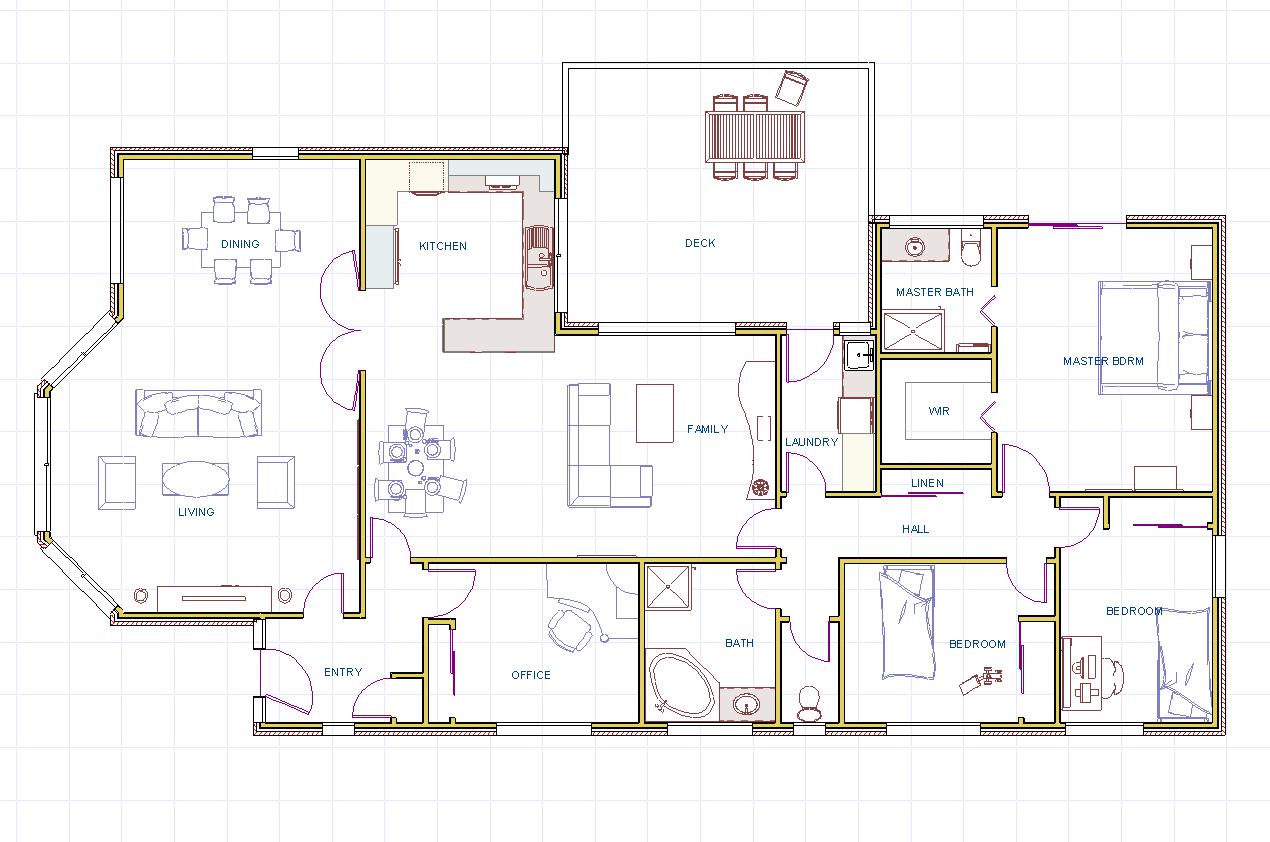 DINING
KITCHEN
DECK
MASTER BATH
MASTER BDRM
WIR
FAMILY
LAUNDRY
LINEN
LIVING
HALL
ENTRY
OFFICE
BATH
BEDROOM
BEDROOM